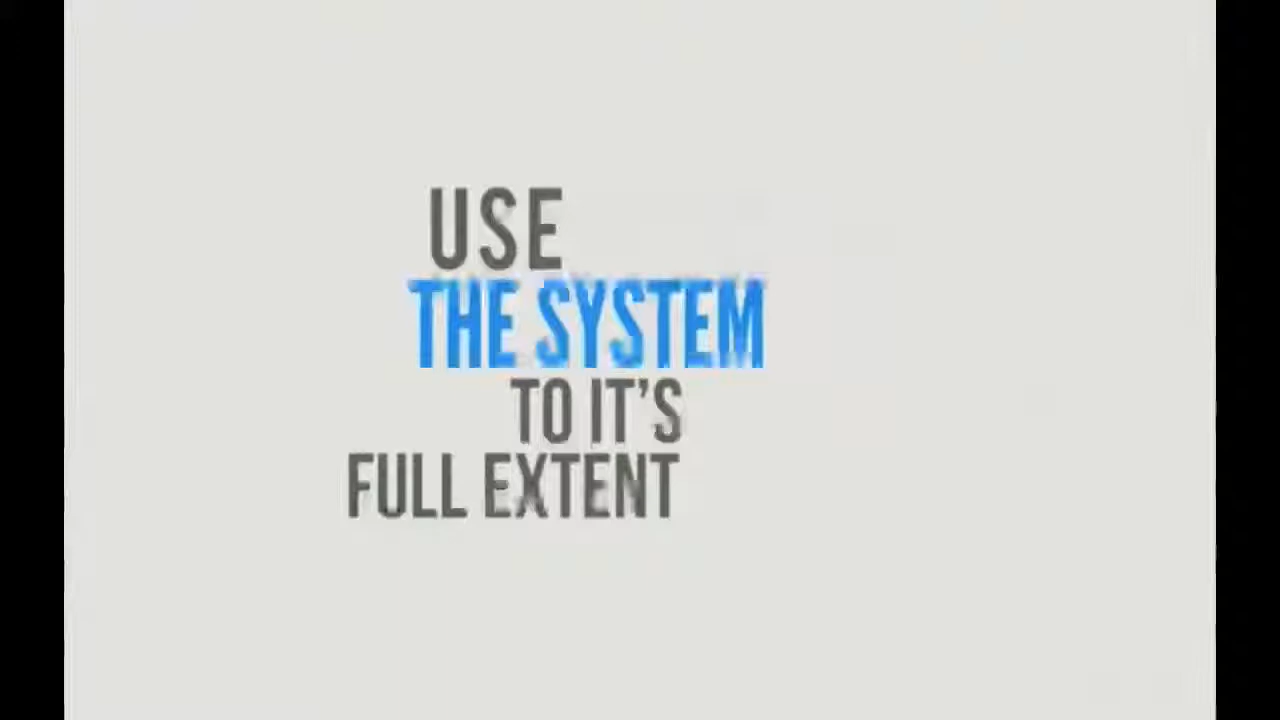 USE
THE SYSTEM
TO IT’S
FULL EXTENT